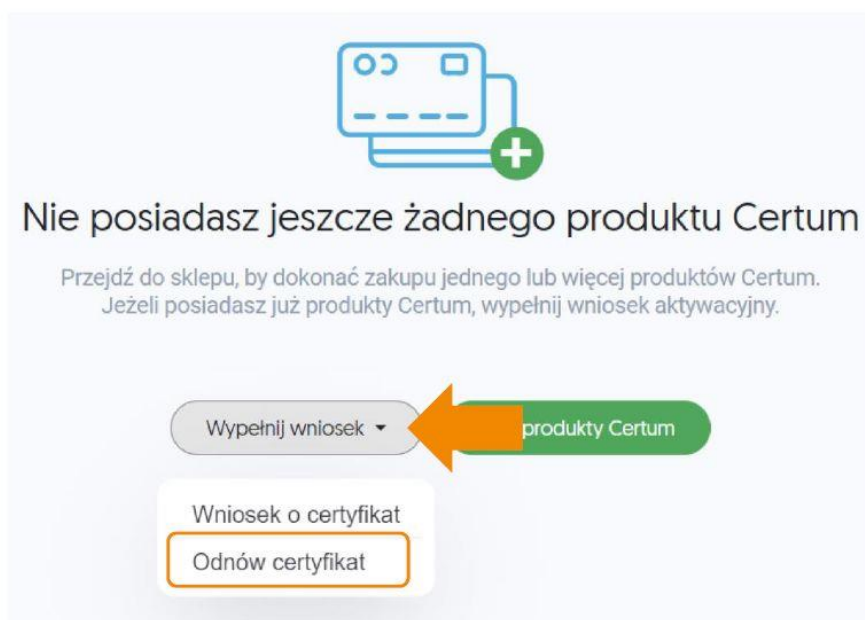 Nie posiadasz jeszcze żadnego produktu Certum
Przejdź do sklepu, by dokonać zakupu jednego lub więcej produktów Certum.
Jeżeli posiadasz już produkty Certum, wypełnij wniosek aktywacyjny.
Wypełnij wniosek
produkty Certum
Wniosek o certyfikat
Odnów certyfikat